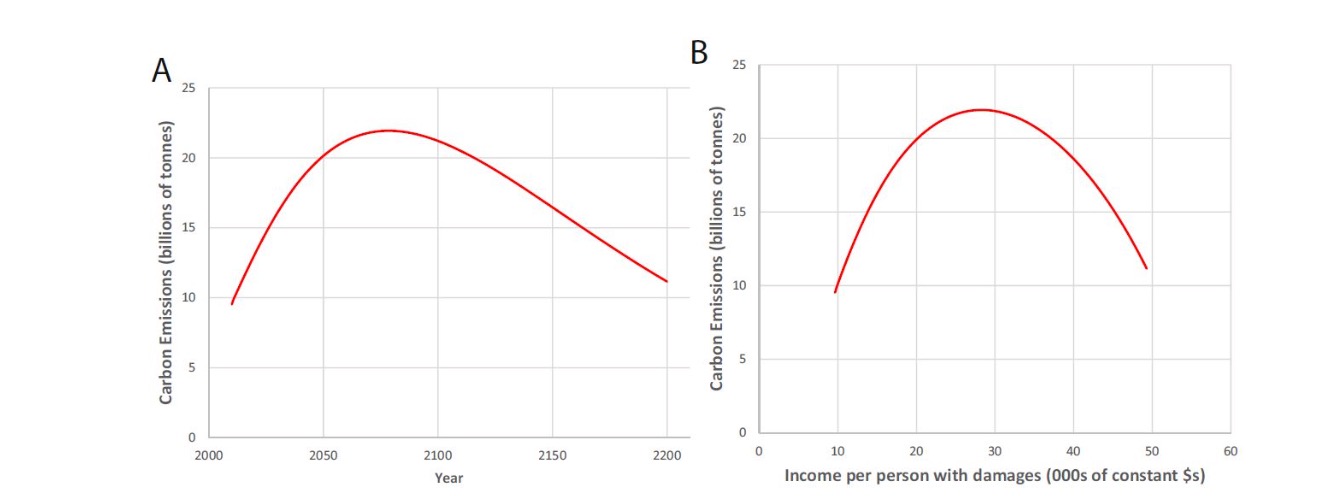 A
25
20
15
10
5
0
2000 2050 2100 2150 2200
Year
Carbon Emissions (billions of tonnes)
B
25
20
15
10
5
0
0 10 20 30 40 50 60
Income per person with damages (000s of constant $s)
Carbon Emissions (billions of tonnes)